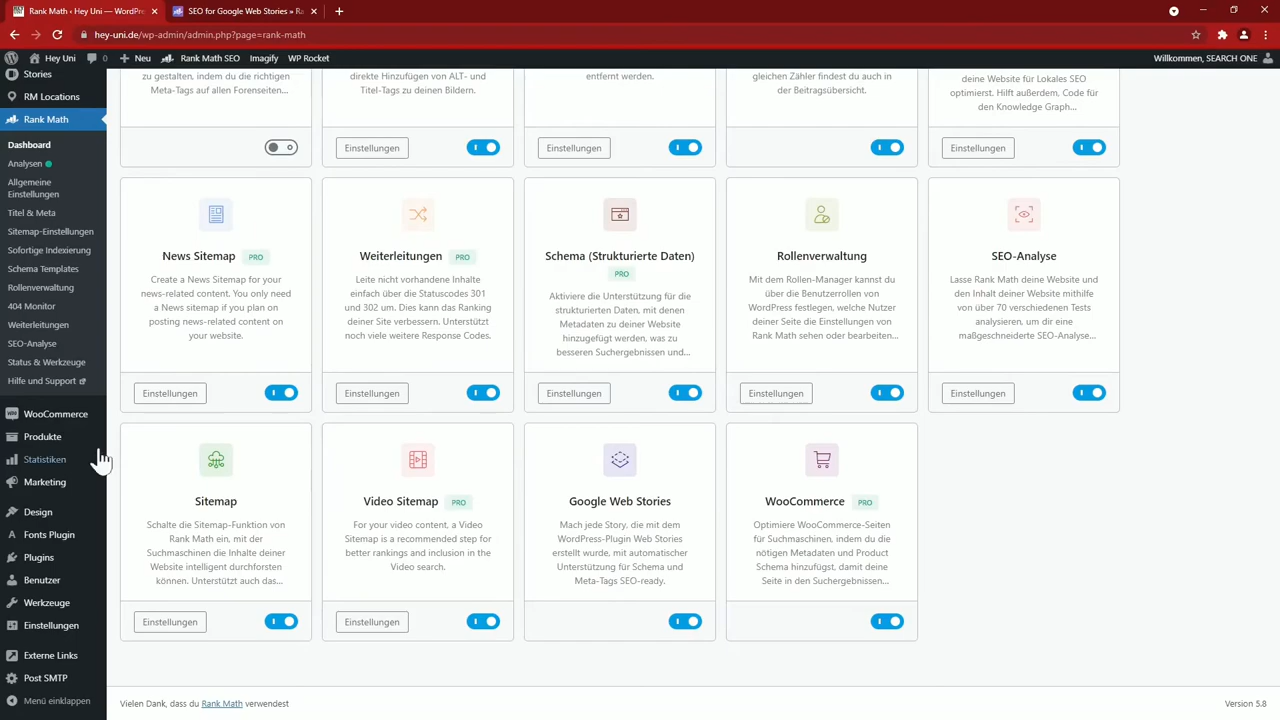 Rank Math ‹ Hey Uni — WordPre
SEO for Google Web Stories » Ra
hey-uni.de/wp-admin/admin.php?page=rank-math
Hey Uni
0
Neu
Rank Math SEO
Imagify
WP Rocket
Willkommen, SEARCH ONE
Stories
RM Locations
Rank Math
Dashboard
Analysen
Allgemeine
Einstellungen
Titel & Meta
Sitemap-Einstellungen
Sofortige Indexierung
Schema Templates
Rollenverwaltung
404 Monitor
Weiterleitungen
SEO-Analyse
Status & Werkzeuge
Hilfe und Support
WooCommerce
Produkte
Statistiken
Marketing
Design
Fonts Plugin
Plugins
Benutzer
Werkzeuge
Einstellungen
Externe Links
Post SMTP
Menü einklappen
zu gestalten, indem du die richtigen
Meta-Tags auf allen Forenseiten...
direkte Hinzufügen von ALT- und
Titel-Tags zu deinen Bildern.
Einstellungen
entfernt werden.
Einstellungen
gleichen Zähler findest du auch in
der Beitragsübersicht.
deine Website für Lokales SEO
optimierst. Hilft außerdem, Code für
den Knowledge Graph...
Einstellungen
News Sitemap PRO
Create a News Sitemap for your
news-related content. You only need
a News sitemap if you plan on
posting news-related content on
your website.
Einstellungen
Weiterleitungen PRO
Leite nicht vorhandene Inhalte
einfach über die Statuscodes 301
und 302 um. Dies kann das Ranking
deiner Site verbessern. Unterstützt
noch viele weitere Response Codes.
Einstellungen
Schema (Strukturierte Daten)
PRO
Aktiviere die Unterstützung für die
strukturierten Daten, mit denen
Metadaten zu deiner Website
hinzugefügt werden, was zu
besseren Suchergebnissen und...
Einstellungen
Rollenverwaltung
Mit dem Rollen-Manager kannst du
über die Benutzerrollen von
WordPress festlegen, welche Nutzer
deiner Seite die Einstellungen von
Rank Math sehen oder bearbeiten...
Einstellungen
SEO-Analyse
Lasse Rank Math deine Website und
den Inhalt deiner Website mithilfe
von über 70 verschiedenen Tests
analysieren, um dir eine
maßgeschneiderte SEO-Analyse...
Einstellungen
Sitemap
Schalte die Sitemap-Funktion von
Rank Math ein, mit der
Suchmaschinen die Inhalte deiner
Website intelligent durchforsten
können. Unterstützt auch das...
Einstellungen
Video Sitemap PRO
For your video content, a Video
Sitemap is a recommended step for
better rankings and inclusion in the
Video search.
Einstellungen
Google Web Stories
Mach jede Story, die mit dem
WordPress-Plugin Web Stories
erstellt wurde, mit automatischer
Unterstützung für Schema und
Meta-Tags SEO-ready.
WooCommerce PRO
Optimiere WooCommerce-Seiten
für Suchmaschinen, indem du die
nötigen Metadaten und Product
Schema hinzufügst, damit deine
Seite in den Suchergebnissen...
Vielen Dank, dass du Rank Math verwendest
Version 5.8